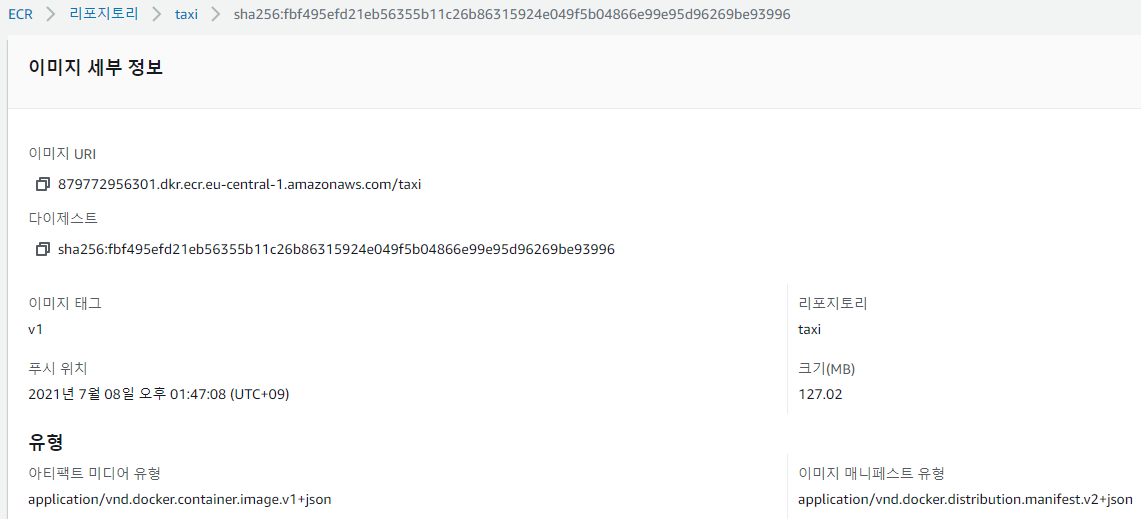 ECR > 리포지토리 > taxi > sha256:fbf495efd21eb56355b11c26b86315924e049f5b04866e99e95d96269be93996
이미지 세부 정보
이미지 URI
879772956301.dkr.ecr.eu-central-1.amazonaws.com/taxi
다이제스트
sha256:fbf495efd21eb56355b11c26b86315924e049f5b04866e99e95d96269be93996
이미지 태그
v1
리포지토리
taxi
푸시 위치
2021년 7월 08일 오후 01:47:08 (UTC+09)
크기(MB)
127.02
유형
아티팩트 미디어 유형
application/vnd.docker.container.image.v1+json
이미지 매니페스트 유형
application/vnd.docker.distribution.manifest.v2+json